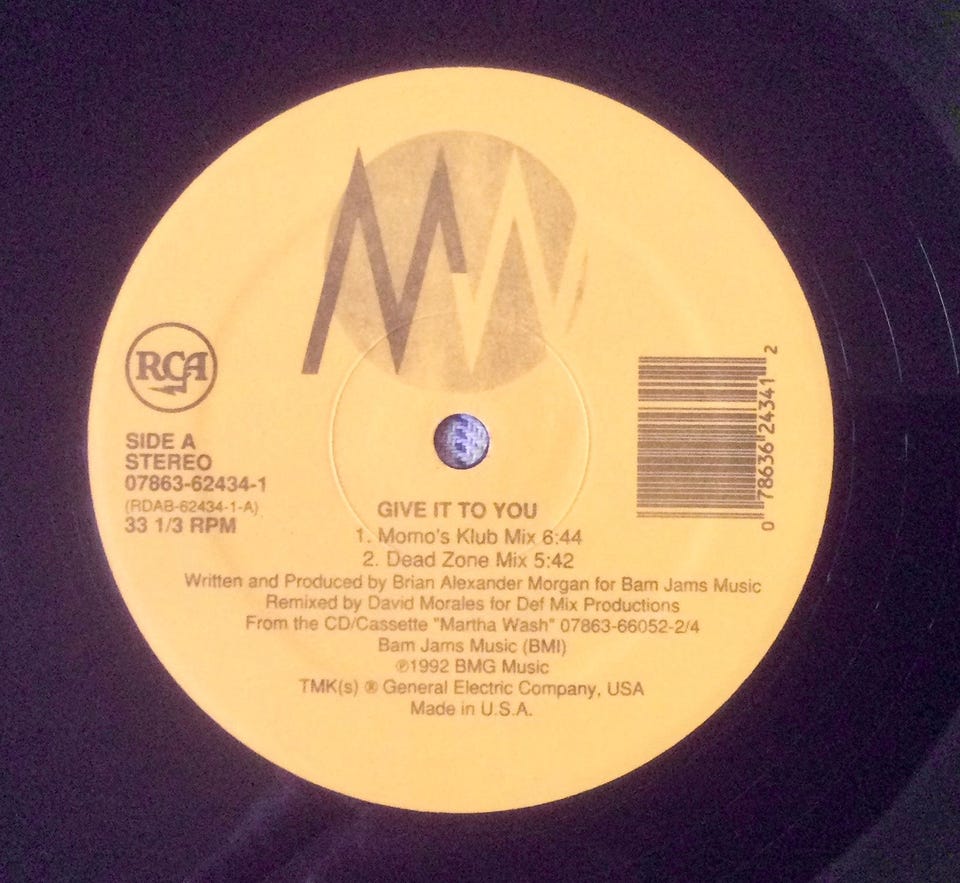 MW
RCA
SIDE A
STEREO
07863-62434-1
(RDAB-62434-1-A)
33 1/3 RPM
0 78636 24341 2
GIVE IT TO YOU
1. Momo's Klub Mix 6:44
2. Dead Zone Mix 5:42
Written and Produced by Brian Alexander Morgan for Bam Jams Music
Remixed by David Morales for Def Mix Productions
From the CD/Cassette "Martha Wash" 07863-66052-2/4
Bam Jams Music (BMI)
℗1992 BMG Music
TMK(s) ® General Electric Company, USA
Made in U.S.A.